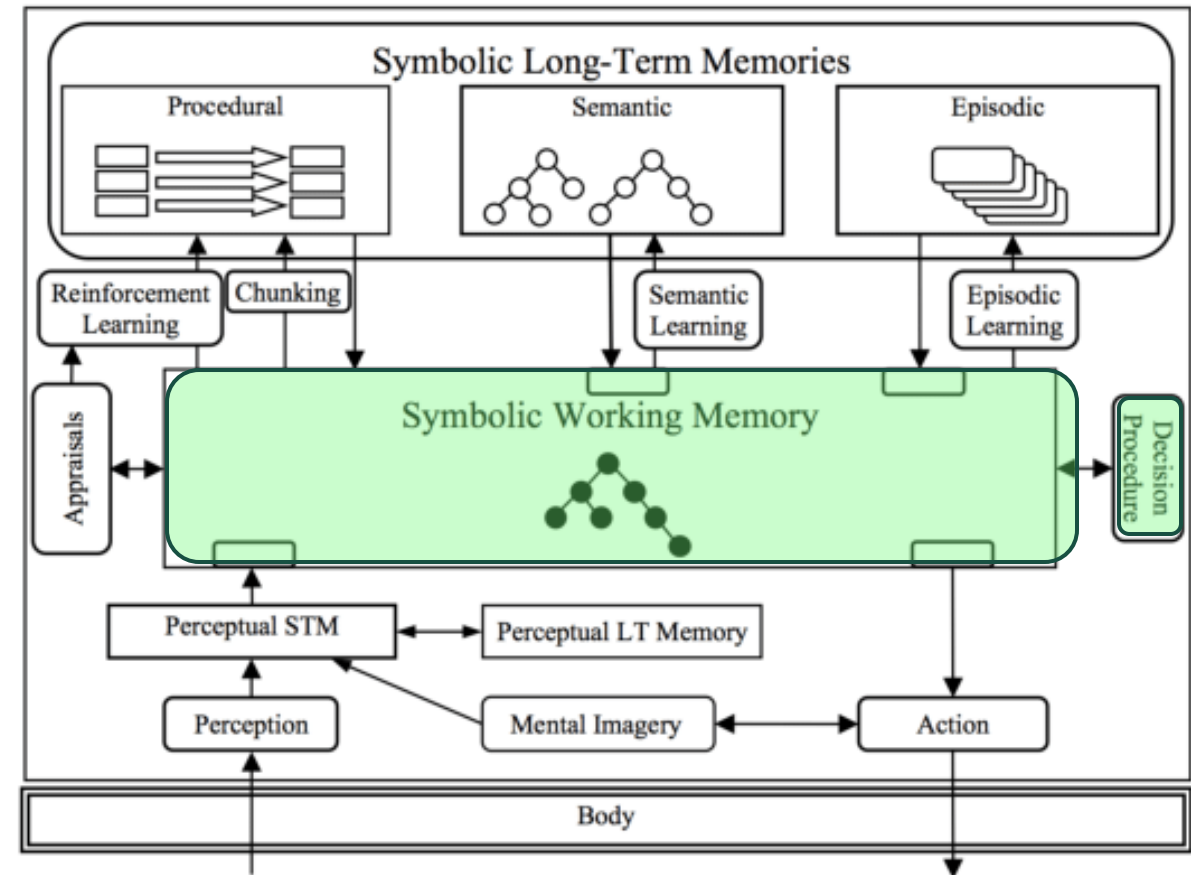 Symbolic Long-Term Memories
Procedural
Semantic
Episodic
Reinforcement
Learning
Chunking
Semantic
Learning
Episodic
Learning
Appraisals
Symbolic Working Memory
Decision
Procedure
Perceptual STM
Perceptual LT Memory
Perception
Mental Imagery
Action
Body